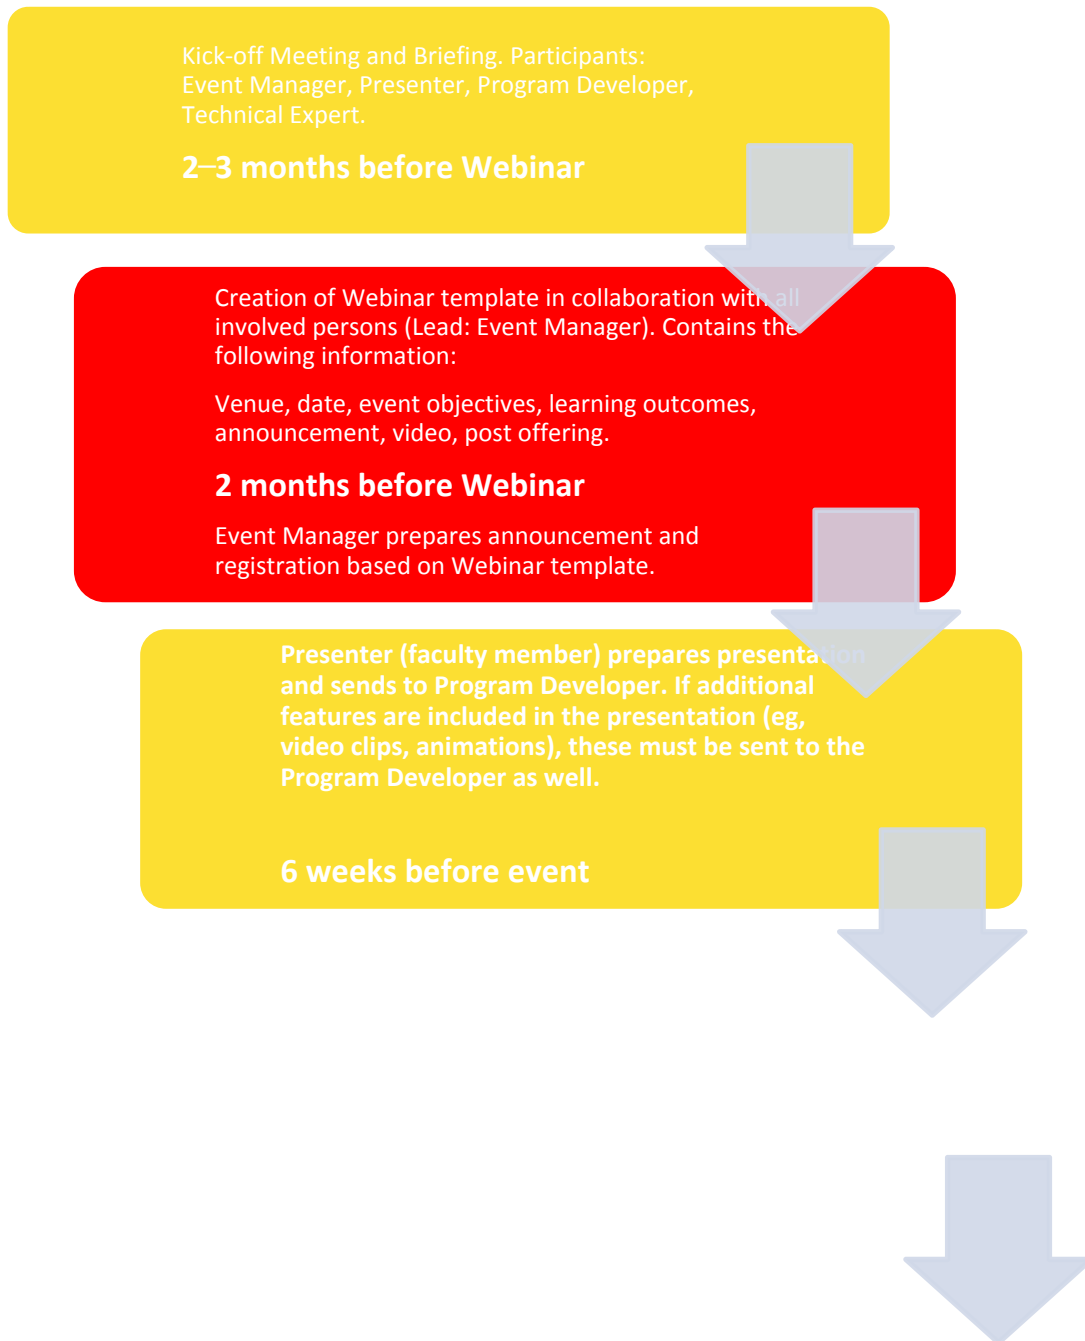 Kick-off Meeting and Briefing. Participants:
Event Manager, Presenter, Program Developer,
Technical Expert.
2–3 months before Webinar
Creation of Webinar template in collaboration with all
involved persons (Lead: Event Manager). Contains the
following information:
Venue, date, event objectives, learning outcomes,
announcement, video, post offering.
2 months before Webinar
Event Manager prepares announcement and
registration based on Webinar template.
Presenter (faculty member) prepares presentation
and sends to Program Developer. If additional
features are included in the presentation (eg,
video clips, animations), these must be sent to the
Program Developer as well.
6 weeks before event